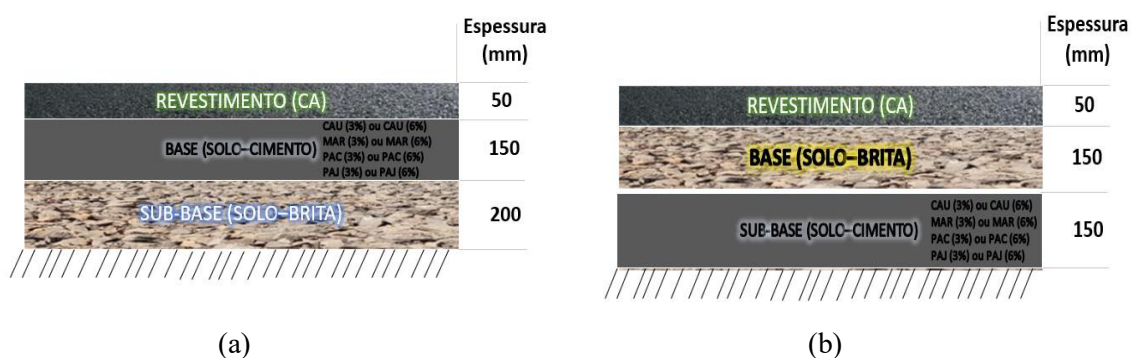 Espessura
(mm)
REVESTIMENTO (CA)
50
BASE (SOLO–CIMENTO)
CAU (3%) ou CAU (6%)
MAR (3%) ou MAR (6%)
PAC (3%) ou PAC (6%)
PAJ (3%) ou PAJ (6%)
150
SUB-BASE (SOLO–BRITA)
200
(a)
Espessura
(mm)
REVESTIMENTO (CA)
50
BASE (SOLO–BRITA)
150
SUB-BASE (SOLO–CIMENTO)
CAU (3%) ou CAU (6%)
MAR (3%) ou MAR (6%)
PAC (3%) ou PAC (6%)
PAJ (3%) ou PAJ (6%)
150
(b)